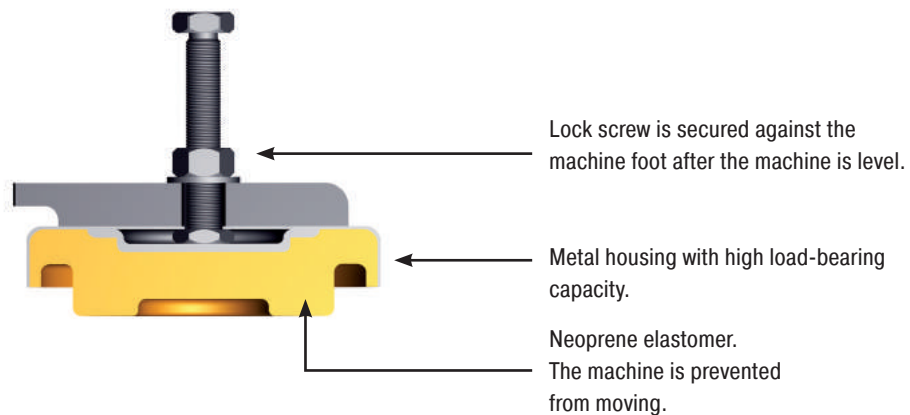 Lock screw is secured against the
machine foot after the machine is level.
Metal housing with high load-bearing
capacity.
Neoprene elastomer.
The machine is prevented
from moving.